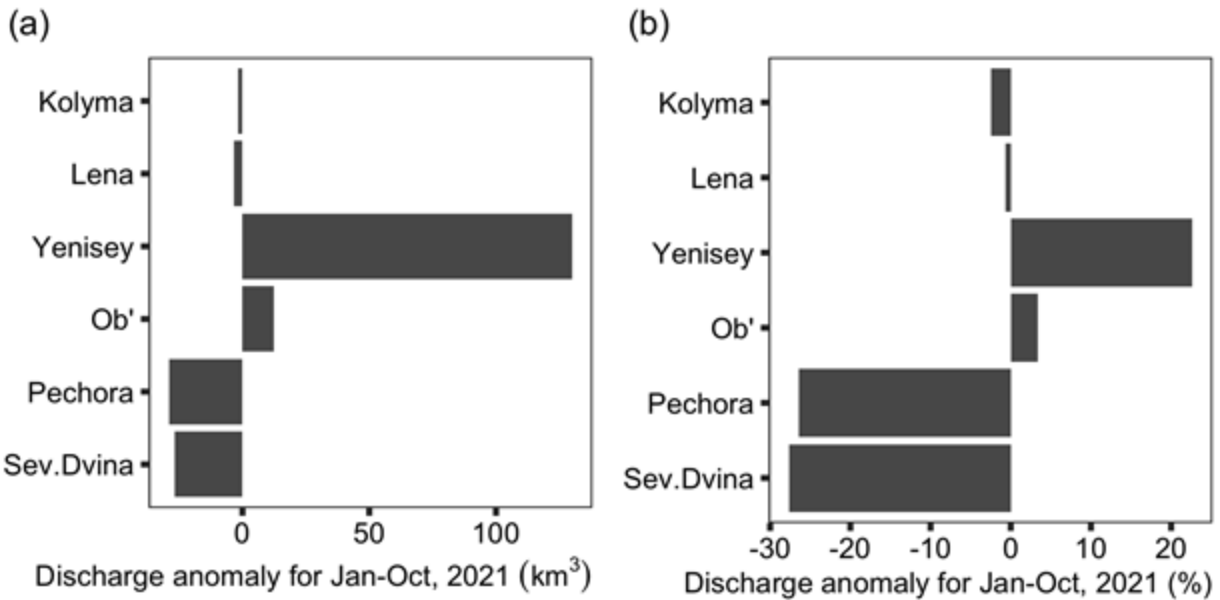 (a)
Kolyma
Lena
Yenisey
Ob'
Pechora
Sev.Dvina
0 50 100
Discharge anomaly for Jan-Oct, 2021 (km³)
(b)
Kolyma
Lena
Yenisey
Ob'
Pechora
Sev.Dvina
-30 -20 -10 0 10 20
Discharge anomaly for Jan-Oct, 2021 (%)